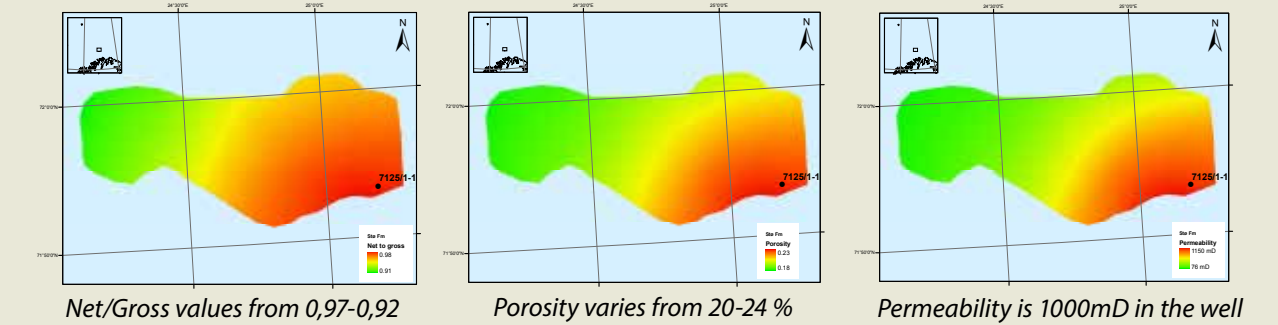 24°30'0"E 25°0'0"E
N
72°0'0"N
7125/1-1
Stø Fm
Net to gross
0.98
0.91
71°50'0"N
Net/Gross values from 0,97-0,92
24°30'0"E 25°0'0"E
N
72°0'0"N
7125/1-1
Stø Fm
Porosity
0.23
0.18
71°50'0"N
Porosity varies from 20-24 %
24°30'0"E 25°0'0"E
N
72°0'0"N
7125/1-1
Stø Fm
Permeability
1150 mD
76 mD
71°50'0"N
Permeability is 1000mD in the well